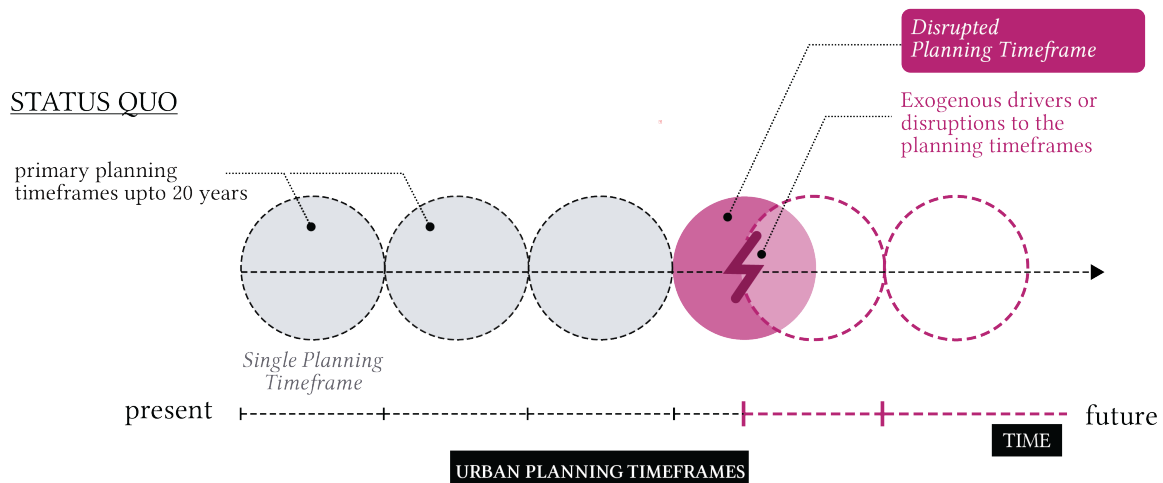 Disrupted
Planning Timeframe
STATUS QUO
Exogenous drivers or
disruptions to the
planning timeframes
primary planning
timeframes upto 20 years
Single Planning
Timeframe
present
future
TIME
URBAN PLANNING TIMEFRAMES